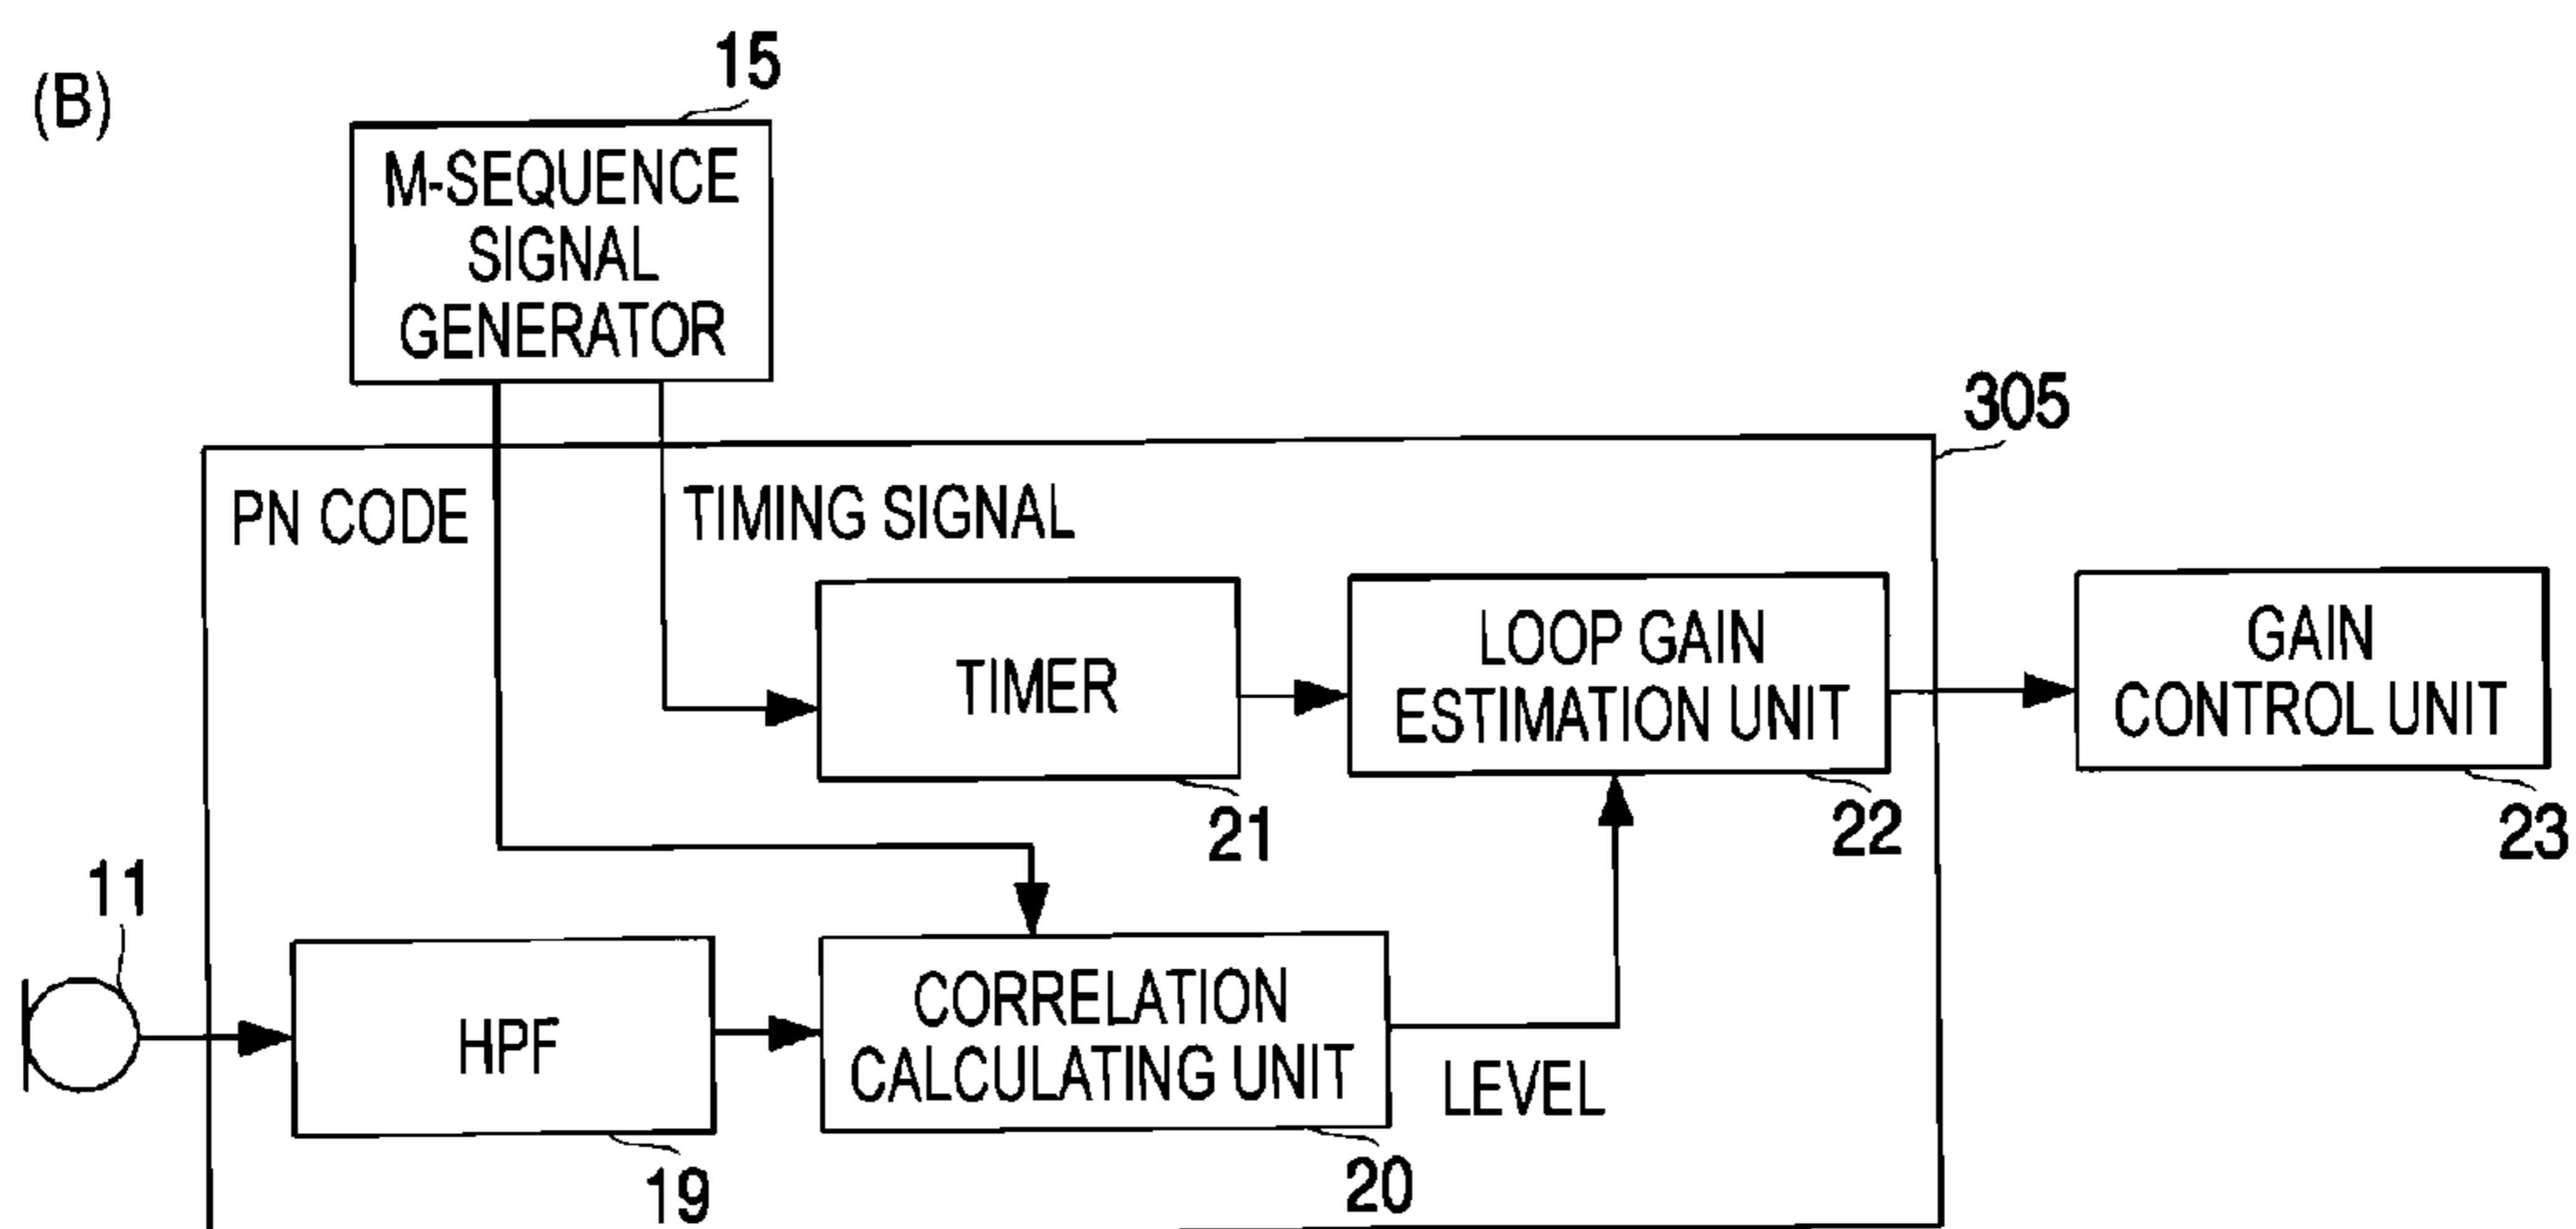 (B)
15
M-SEQUENCE
SIGNAL
GENERATOR
305
PN CODE
TIMING SIGNAL
TIMER
LOOP GAIN
ESTIMATION UNIT
GAIN
CONTROL UNIT
21
22
23
11
HPF
CORRELATION
CALCULATING UNIT
LEVEL
19
20